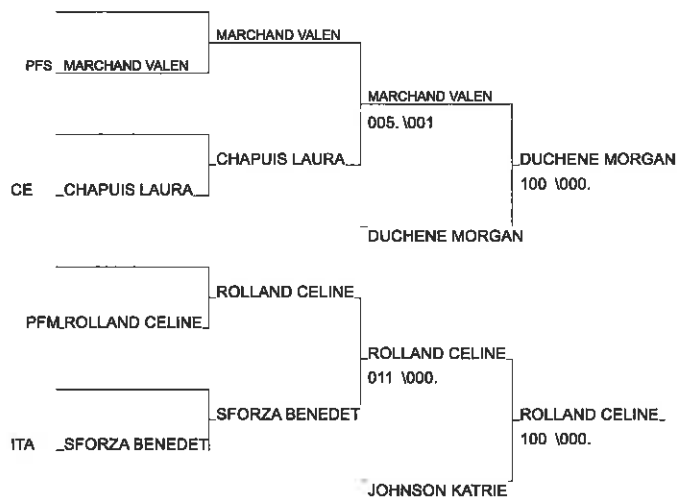 MARCHAND VALEN
PFS MARCHAND VALEN
MARCHAND VALEN
005. \001
CHAPUIS LAURA
DUCHENE MORGAN
100 \000.
CE CHAPUIS LAURA
DUCHENE MORGAN
ROLLAND CELINE
PFM ROLLAND CELINE
ROLLAND CELINE
011 \000.
SFORZA BENEDET
ROLLAND CELINE
100 \000.
ITA SFORZA BENEDET
JOHNSON KATRIE